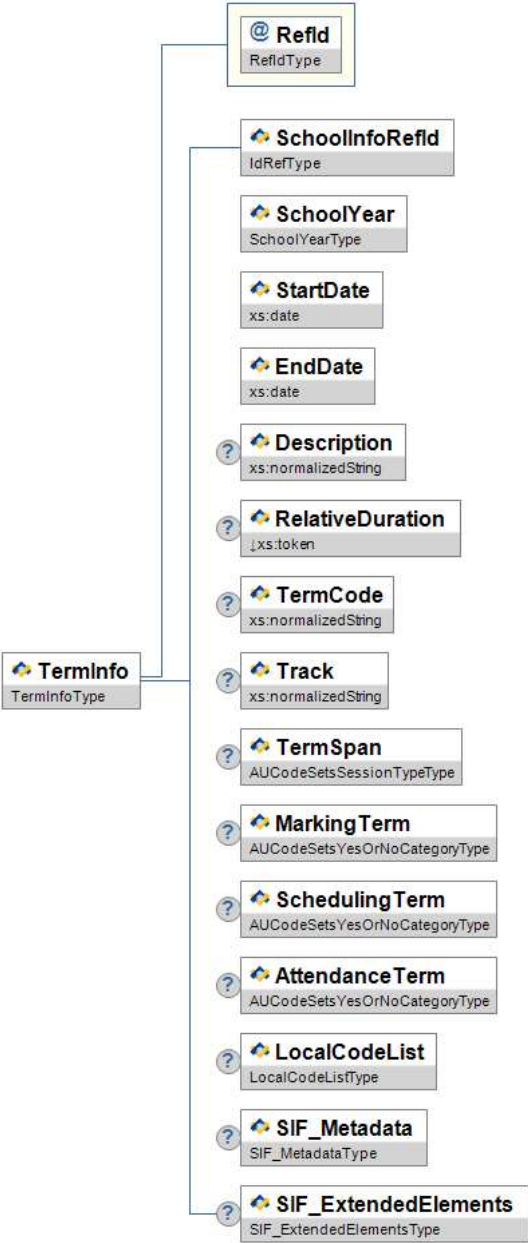 @ RefId
RefIdType
SchoolInfoRefId
IdRefType
SchoolYear
SchoolYearType
StartDate
xs:date
EndDate
xs:date
? Description
xs:normalizedString
? RelativeDuration
↓xs:token
? TermCode
xs:normalizedString
TermInfo
TermInfoType
? Track
xs:normalizedString
? TermSpan
AUCodeSetsSessionTypeType
? MarkingTerm
AUCodeSetsYesOrNoCategoryType
? SchedulingTerm
AUCodeSetsYesOrNoCategoryType
? AttendanceTerm
AUCodeSetsYesOrNoCategoryType
? LocalCodeList
LocalCodeListType
? SIF_Metadata
SIF_MetadataType
? SIF_ExtendedElements
SIF_ExtendedElementsType